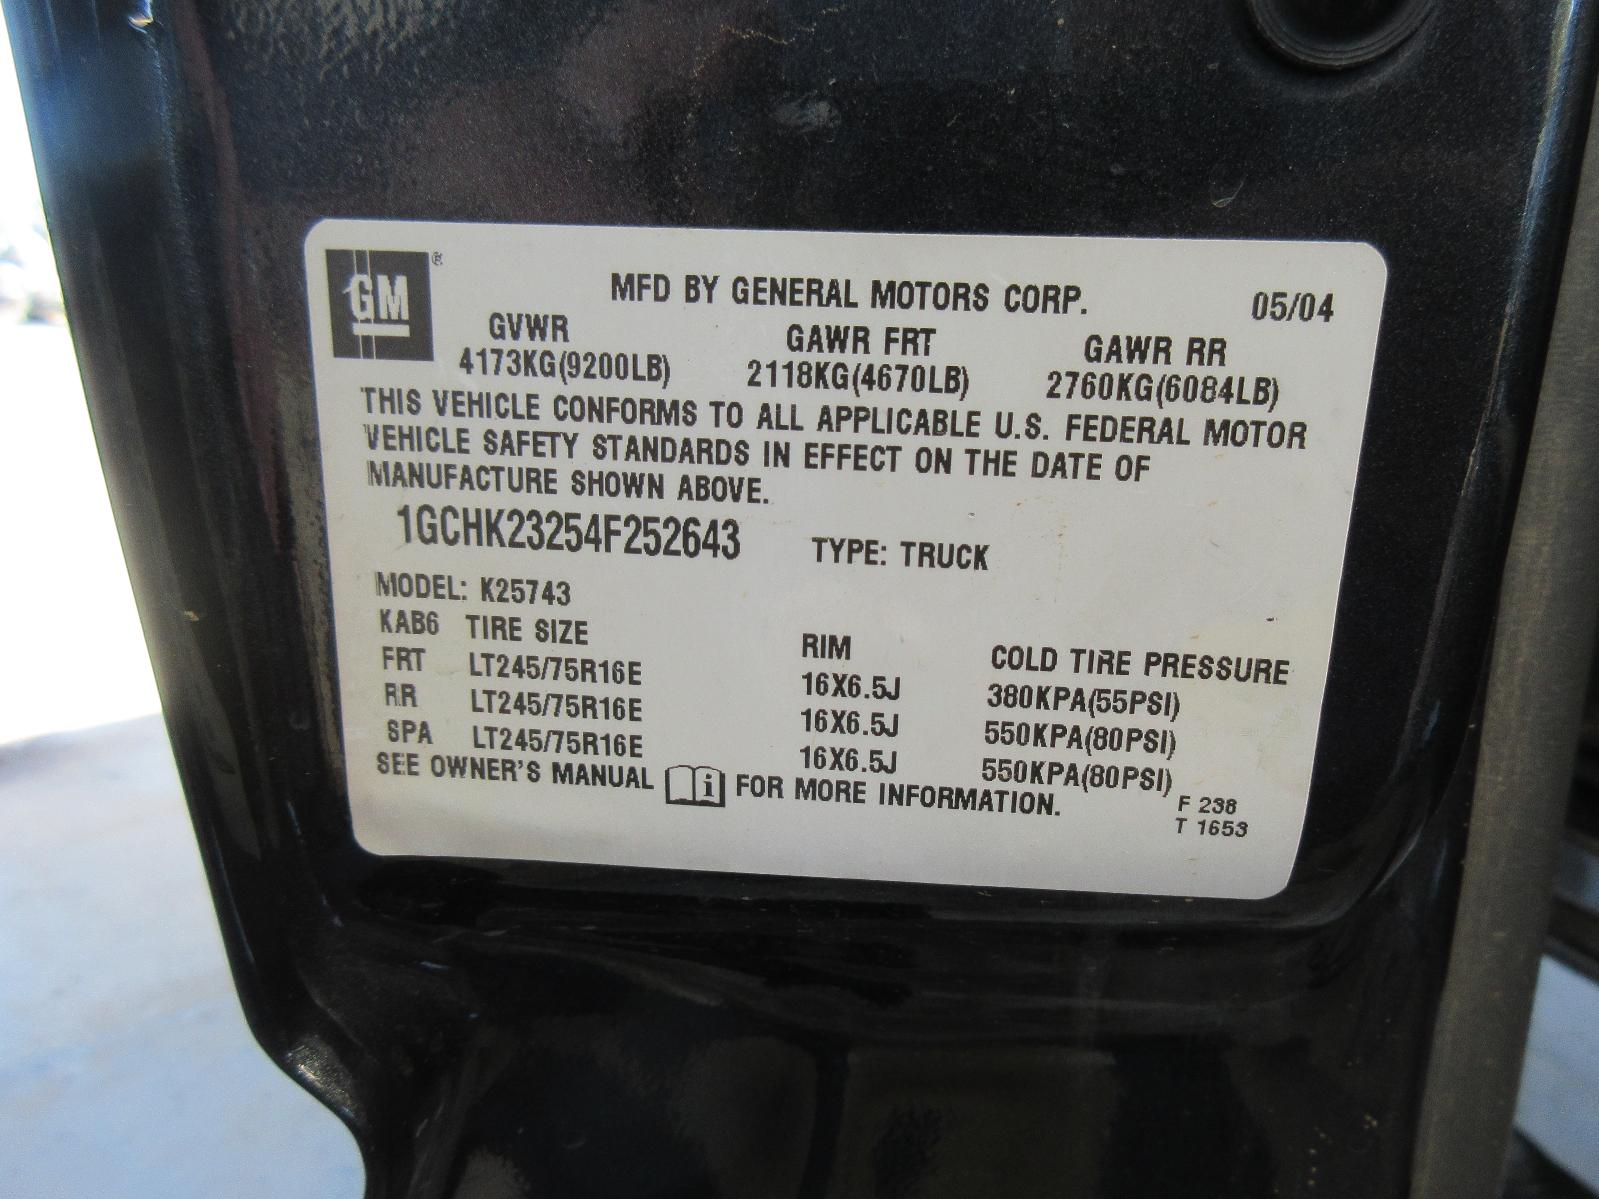 GM ®
MFD BY GENERAL MOTORS CORP. 05/04
GVWR GAWR FRT GAWR RR
4173KG(9200LB) 2118KG(4670LB) 2760KG(6084LB)
THIS VEHICLE CONFORMS TO ALL APPLICABLE U.S. FEDERAL MOTOR
VEHICLE SAFETY STANDARDS IN EFFECT ON THE DATE OF
MANUFACTURE SHOWN ABOVE.
1GCHK23254F252643 TYPE: TRUCK
MODEL: K25743
KAB6 TIRE SIZE RIM COLD TIRE PRESSURE
FRT LT245/75R16E 16X6.5J 380KPA(55PSI)
RR LT245/75R16E 16X6.5J 550KPA(80PSI)
SPA LT245/75R16E 16X6.5J 550KPA(80PSI)
SEE OWNER'S MANUAL i FOR MORE INFORMATION.
F 238
T 1653